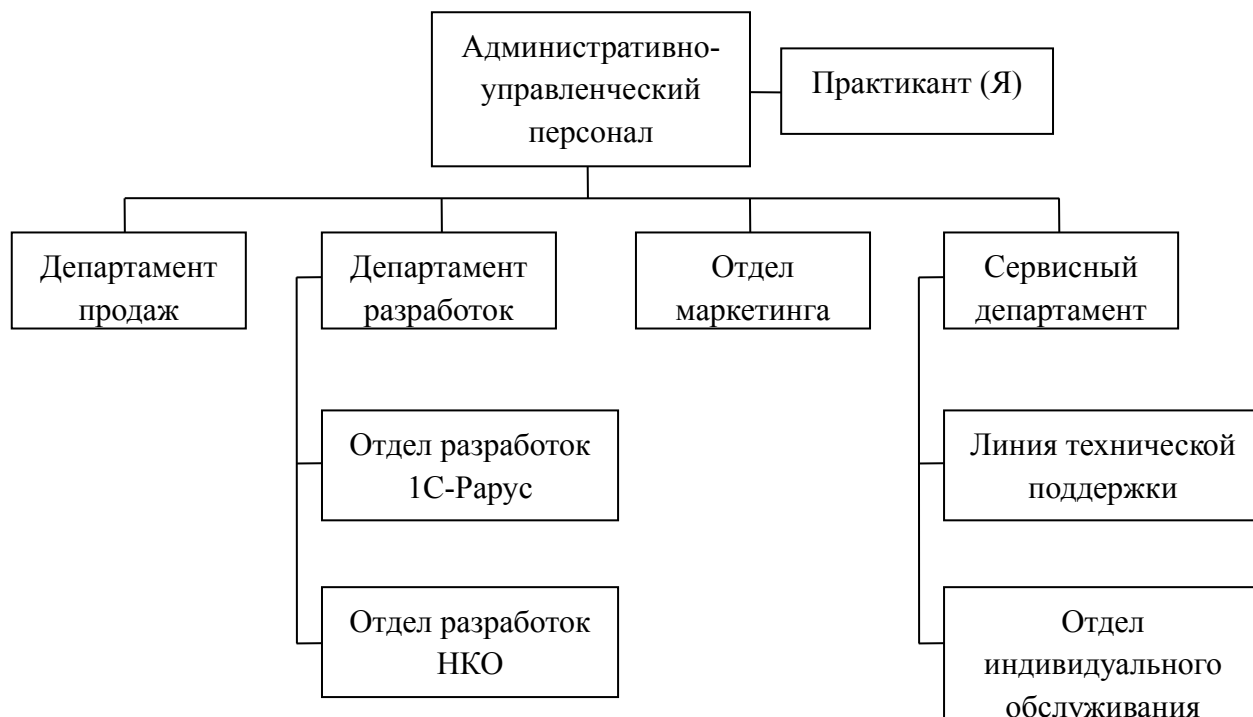 Административно-
управленческий
персонал
Практикант (Я)
Департамент
продаж
Департамент
разработок
Отдел
маркетинга
Сервисный
департамент
Отдел разработок
1С-Рарус
Линия технической
поддержки
Отдел разработок
НКО
Отдел
индивидуального
обслуживания